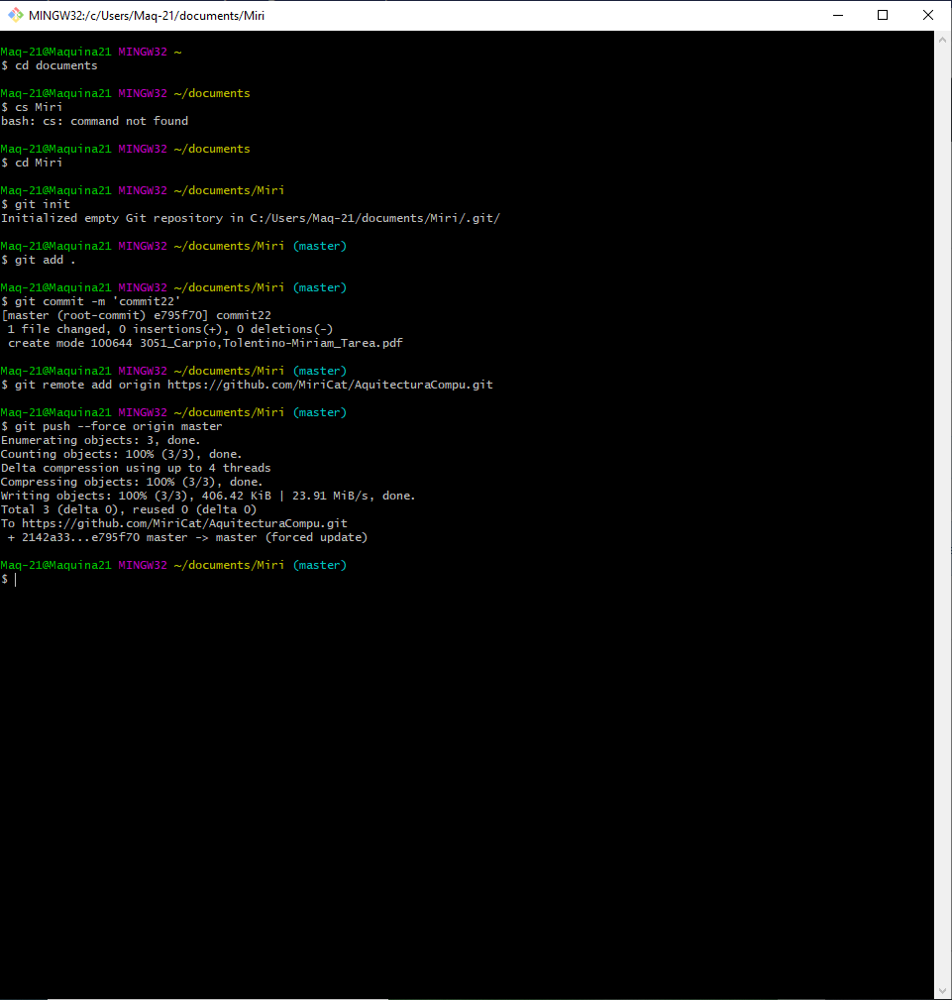 MINGW32:/c/Users/Maq-21/documents/Miri
Maq-21@Maquina21 MINGW32 ~
$ cd documents
Maq-21@Maquina21 MINGW32 ~/documents
$ cs Miri
bash: cs: command not found
Maq-21@Maquina21 MINGW32 ~/documents
$ cd Miri
Maq-21@Maquina21 MINGW32 ~/documents/Miri
$ git init
Initialized empty Git repository in C:/Users/Maq-21/documents/Miri/.git/
Maq-21@Maquina21 MINGW32 ~/documents/Miri (master)
$ git add .
Maq-21@Maquina21 MINGW32 ~/documents/Miri (master)
$ git commit -m 'commit22'
[master (root-commit) e795f70] commit22
 1 file changed, 0 insertions(+), 0 deletions(-)
 create mode 100644 3051_Carpio,Tolentino-Miriam_Tarea.pdf
Maq-21@Maquina21 MINGW32 ~/documents/Miri (master)
$ git remote add origin https://github.com/MiriCat/AquitecturaCompu.git
Maq-21@Maquina21 MINGW32 ~/documents/Miri (master)
$ git push --force origin master
Enumerating objects: 3, done.
Counting objects: 100% (3/3), done.
Delta compression using up to 4 threads
Compressing objects: 100% (3/3), done.
Writing objects: 100% (3/3), 406.42 KiB | 23.91 MiB/s, done.
Total 3 (delta 0), reused 0 (delta 0)
To https://github.com/MiriCat/AquitecturaCompu.git
 + 2142a33...e795f70 master -> master (forced update)
Maq-21@Maquina21 MINGW32 ~/documents/Miri (master)
$